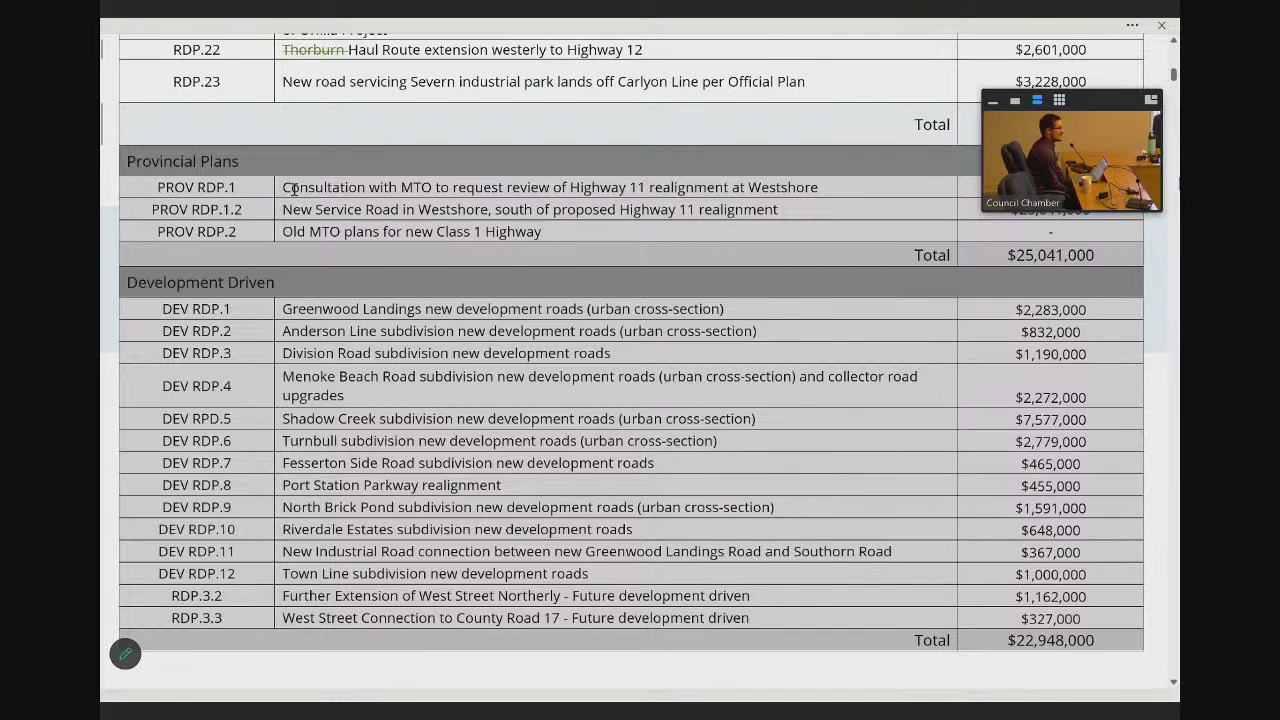 RDP.22 Thorburn Haul Route extension westerly to Highway 12 $2,601,000
RDP.23 New road servicing Severn industrial park lands off Carlyon Line per Official Plan $3,228,000
Total
Provincial Plans
PROV RDP.1 Consultation with MTO to request review of Highway 11 realignment at Westshore
PROV RDP.1.2 New Service Road in Westshore, south of proposed Highway 11 realignment
PROV RDP.2 Old MTO plans for new Class 1 Highway -
Total $25,041,000
Development Driven
DEV RDP.1 Greenwood Landings new development roads (urban cross-section) $2,283,000
DEV RDP.2 Anderson Line subdivision new development roads (urban cross-section) $832,000
DEV RDP.3 Division Road subdivision new development roads $1,190,000
DEV RDP.4 Menoke Beach Road subdivision new development roads (urban cross-section) and collector road
upgrades $2,272,000
DEV RPD.5 Shadow Creek subdivision new development roads (urban cross-section) $7,577,000
DEV RDP.6 Turnbull subdivision new development roads (urban cross-section) $2,779,000
DEV RDP.7 Fesserton Side Road subdivision new development roads $465,000
DEV RDP.8 Port Station Parkway realignment $455,000
DEV RDP.9 North Brick Pond subdivision new development roads (urban cross-section) $1,591,000
DEV RDP.10 Riverdale Estates subdivision new development roads $648,000
DEV RDP.11 New Industrial Road connection between new Greenwood Landings Road and Southorn Road $367,000
DEV RDP.12 Town Line subdivision new development roads $1,000,000
RDP.3.2 Further Extension of West Street Northerly - Future development driven $1,162,000
RDP.3.3 West Street Connection to County Road 17 - Future development driven $327,000
Total $22,948,000
Council Chamber